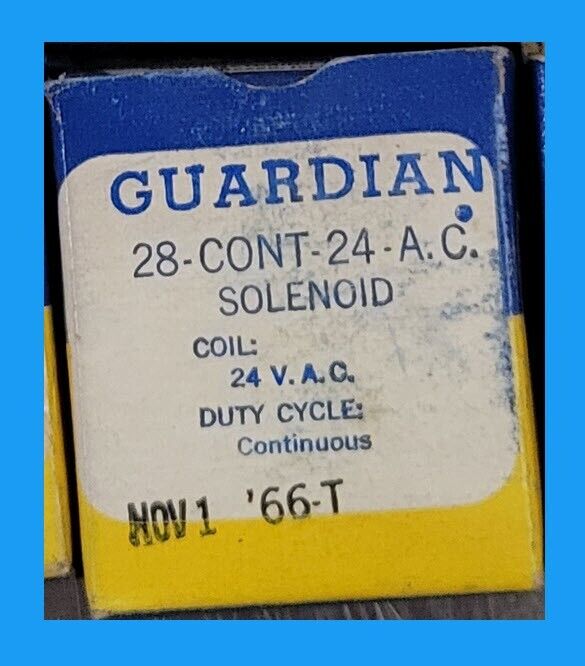 GUARDIAN
28-CONT-24-A.C.
SOLENOID
COIL:
24 V.A.C.
DUTY CYCLE:
Continuous
NOV 1 '66-T